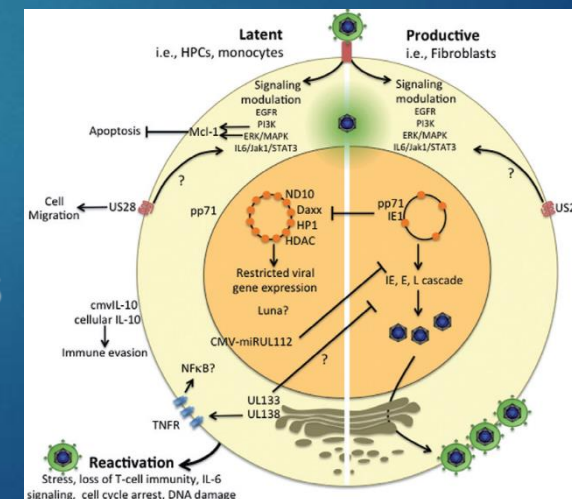 Latent
i.e., HPCs, monocytes
Productive
i.e., Fibroblasts
Signaling
modulation
EGFR
PI3K
ERK/MAPK
IL6/Jak1/STAT3
Signaling
modulation
EGFR
PI3K
ERK/MAPK
IL6/Jak1/STAT3
Apoptosis
Mcl-1
?
?
Cell
Migration
US28
US2
pp71
ND10
Daxx
HP1
HDAC
pp71
IE1
Restricted viral
gene expression
IE, E, L cascade
Luna?
CMV-miRUL112
cmvIL-10
cellular IL-10
Immune evasion
NFκB?
?
UL133
UL138
TNFR
Reactivation
Stress, loss of T-cell immunity, IL-6
signaling, cell cycle arrest, DNA damage